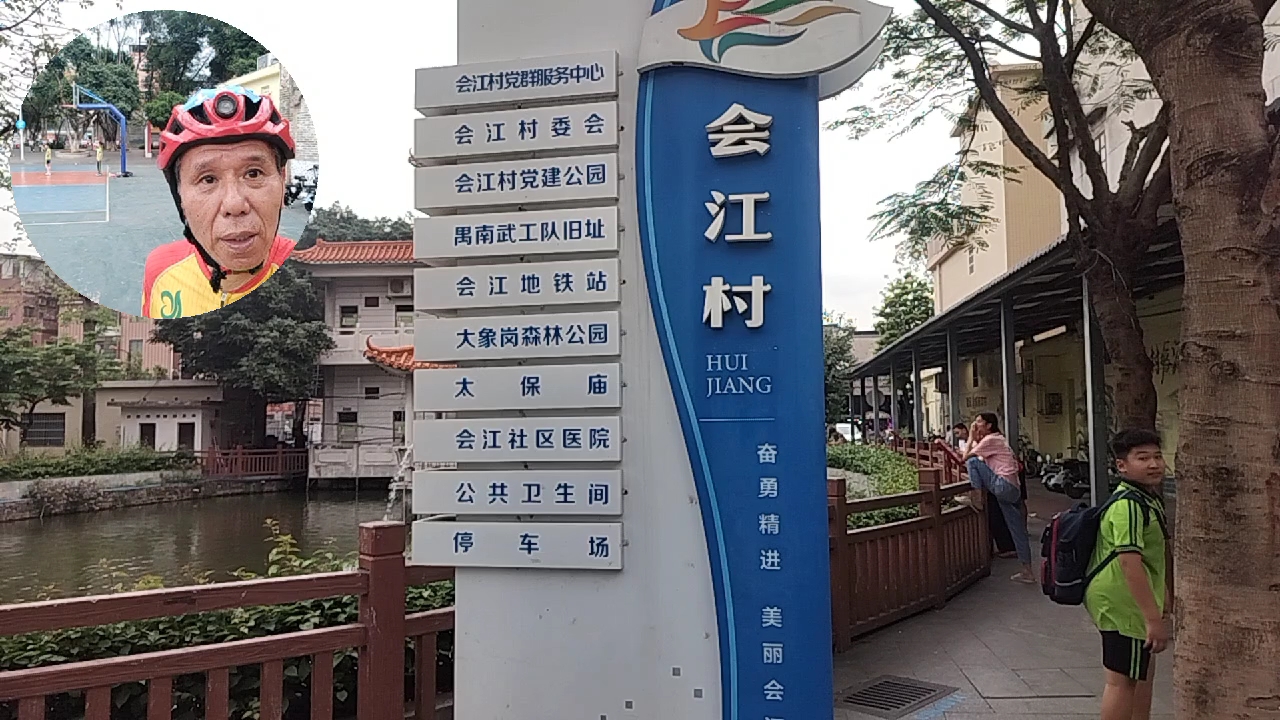 会江村党群服务中心
会江村委会
会江村党建公园
禺南武工队旧址
会江地铁站
大象岗森林公园
太保庙
会江社区医院
公共卫生间
停车场
会江村
HUI
JIANG
奋勇精进 美丽会